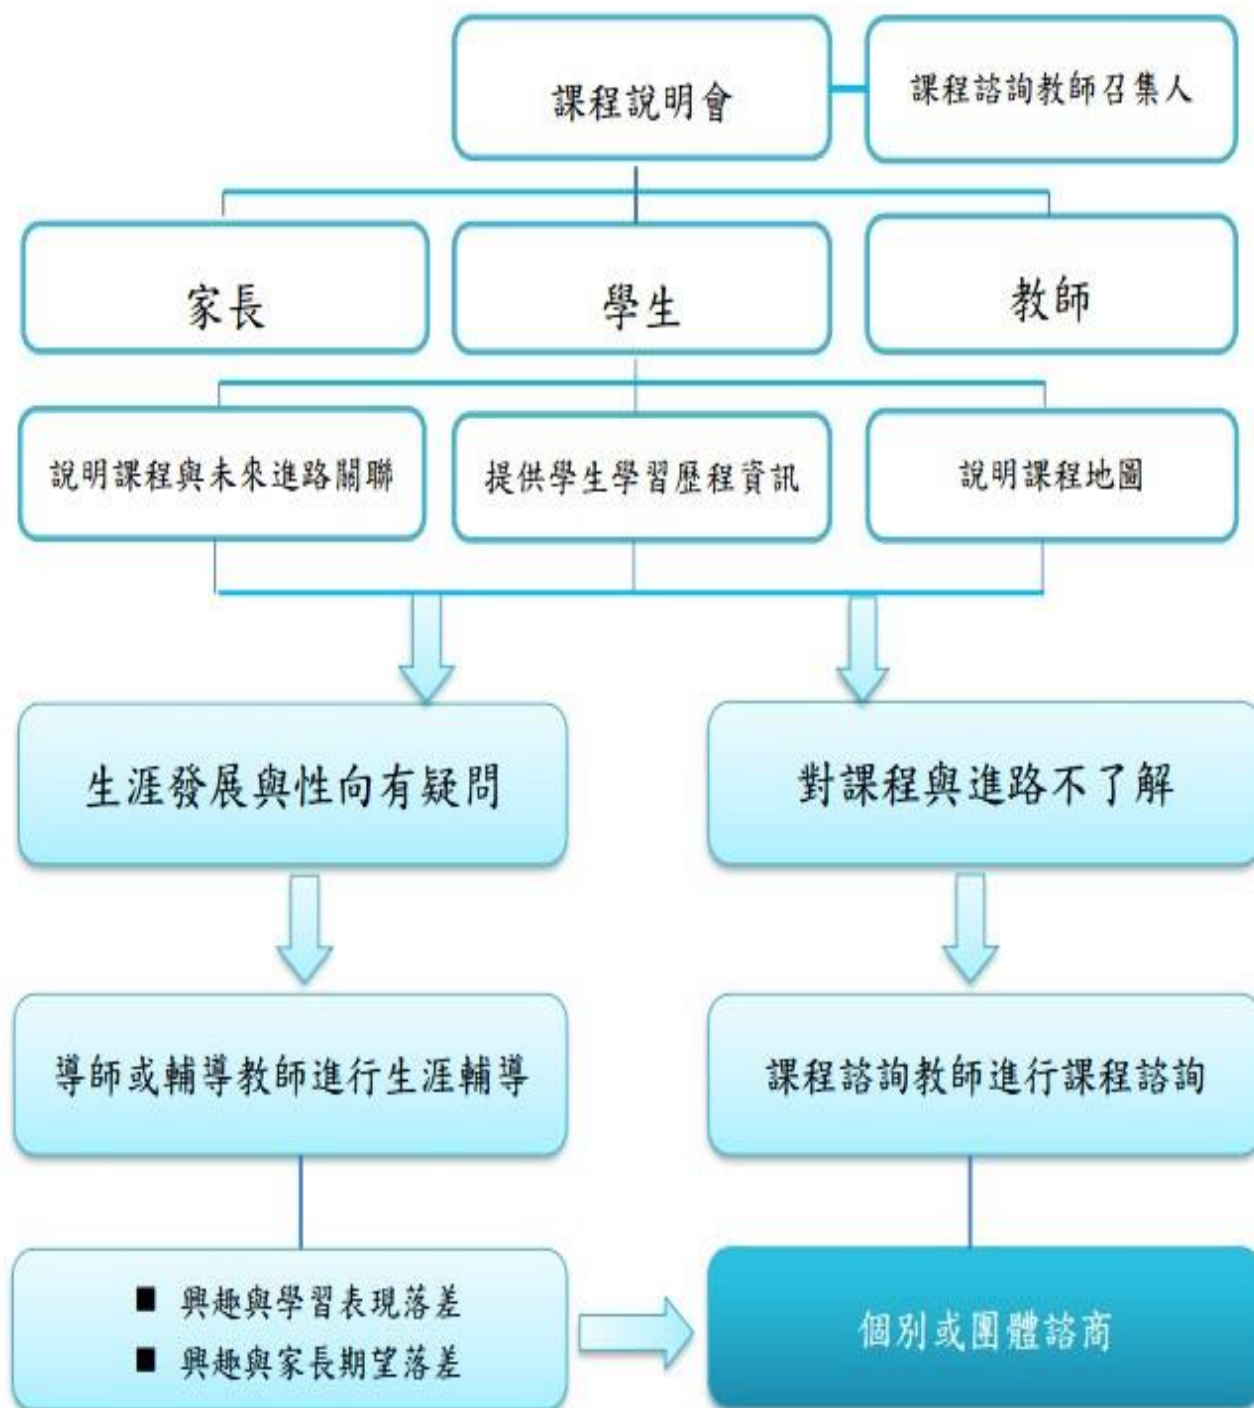 課程說明會
課程諮詢教師召集人
家長
學生
教師
說明課程與未來進路關聯
提供學生學習歷程資訊
說明課程地圖
生涯發展與性向有疑問
對課程與進路不了解
導師或輔導教師進行生涯輔導
課程諮詢教師進行課程諮詢
■ 興趣與學習表現落差
■ 興趣與家長期望落差
個別或團體諮商